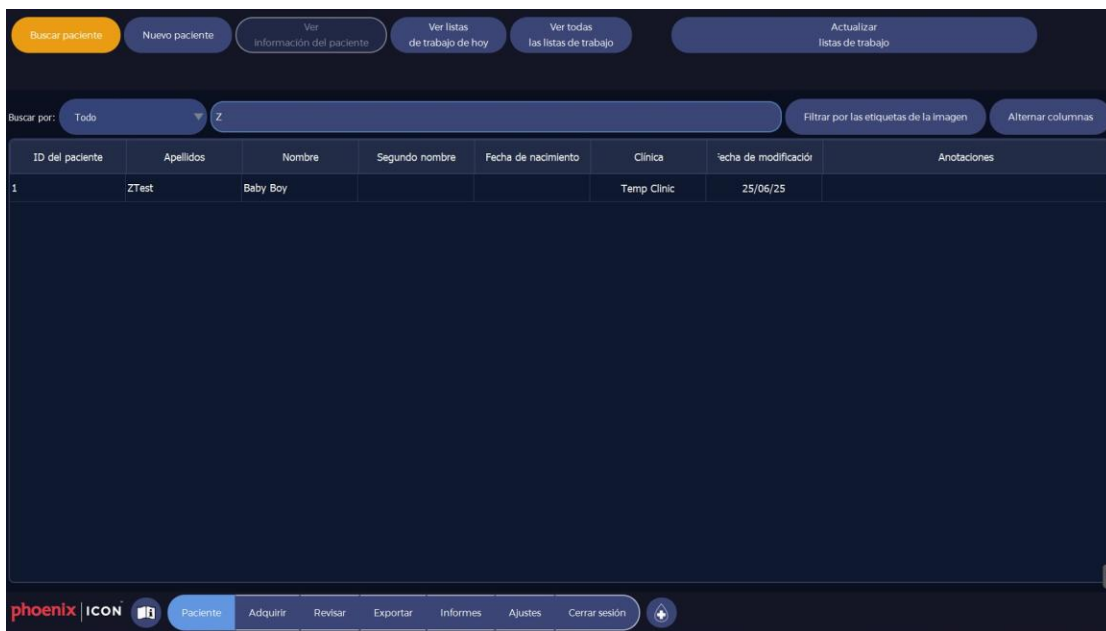 Buscar paciente
Nuevo paciente
Ver
información del paciente
Ver listas
de trabajo de hoy
Ver todas
las listas de trabajo
Actualizar
listas de trabajo
Buscar por: Todo Z Filtrar por las etiquetas de la imagen Alternar columnas
ID del paciente Apellidos Nombre Segundo nombre Fecha de nacimiento Clínica Fecha de modificación Anotaciones
1 ZTest Baby Boy Temp Clinic 25/06/25
phoenix | ICON Paciente Adquirir Revisar Exportar Informes Ajustes Cerrar sesión